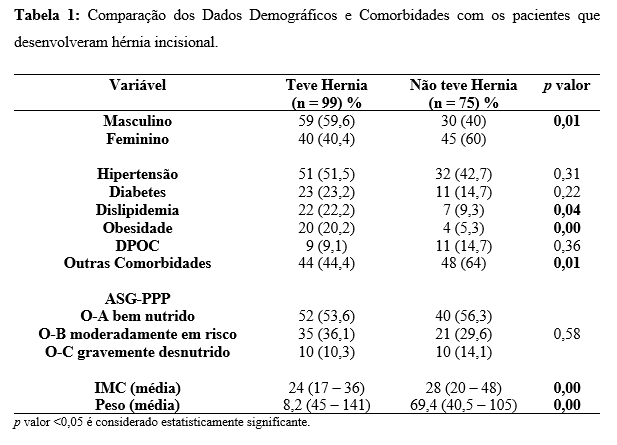 Tabela 1: Comparação dos Dados Demográficos e Comorbidades com os pacientes que
desenvolveram hérnia incisional.
Variável Teve Hernia (n = 99) % Não teve Hernia (n = 75) % p valor
Masculino 59 (59,6) 30 (40) 0,01
Feminino 40 (40,4) 45 (60)
Hipertensão 51 (51,5) 32 (42,7) 0,31
Diabetes 23 (23,2) 11 (14,7) 0,22
Dislipidemia 22 (22,2) 7 (9,3) 0,04
Obesidade 20 (20,2) 4 (5,3) 0,00
DPOC 9 (9,1) 11 (14,7) 0,36
Outras Comorbidades 44 (44,4) 48 (64) 0,01
ASG-PPP
O-A bem nutrido 52 (53,6) 40 (56,3)
O-B moderadamente em risco 35 (36,1) 21 (29,6) 0,58
O-C gravemente desnutrido 10 (10,3) 10 (14,1)
IMC (média) 24 (17 – 36) 28 (20 – 48) 0,00
Peso (média) 8,2 (45 – 141) 69,4 (40,5 – 105) 0,00
p valor <0,05 é considerado estatisticamente significante.